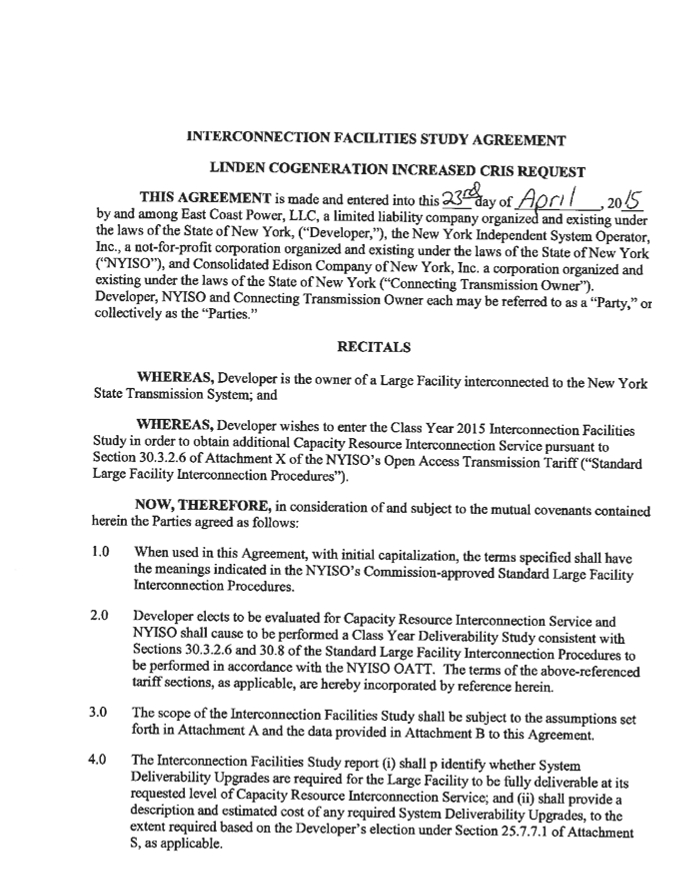 INTERCONNECTION FACILITIES STUDY AGREEMENT
LINDEN COGENERATION INCREASED CRIS REQUEST
THIS AGREEMENT is made and entered into this 23rd day of April, 2015
by and among East Coast Power, LLC, a limited liability company organized and existing under
the laws of the State of New York, ("Developer,"), the New York Independent System Operator,
Inc., a not-for-profit corporation organized and existing under the laws of the State of New York
("NYISO"), and Consolidated Edison Company of New York, Inc. a corporation organized and
existing under the laws of the State of New York ("Connecting Transmission Owner").
Developer, NYISO and Connecting Transmission Owner each may be referred to as a "Party," or
collectively as the "Parties."
RECITALS
WHEREAS, Developer is the owner of a Large Facility interconnected to the New York
State Transmission System; and
WHEREAS, Developer wishes to enter the Class Year 2015 Interconnection Facilities
Study in order to obtain additional Capacity Resource Interconnection Service pursuant to
Section 30.3.2.6 of Attachment X of the NYISO's Open Access Transmission Tariff ("Standard
Large Facility Interconnection Procedures").
NOW, THEREFORE, in consideration of and subject to the mutual covenants contained
herein the Parties agreed as follows:
1.0 When used in this Agreement, with initial capitalization, the terms specified shall have
the meanings indicated in the NYISO's Commission-approved Standard Large Facility
Interconnection Procedures.
2.0 Developer elects to be evaluated for Capacity Resource Interconnection Service and
NYISO shall cause to be performed a Class Year Deliverability Study consistent with
Sections 30.3.2.6 and 30.8 of the Standard Large Facility Interconnection Procedures to
be performed in accordance with the NYISO OATT. The terms of the above-referenced
tariff sections, as applicable, are hereby incorporated by reference herein.
3.0 The scope of the Interconnection Facilities Study shall be subject to the assumptions set
forth in Attachment A and the data provided in Attachment B to this Agreement.
4.0 The Interconnection Facilities Study report (i) shall p identify whether System
Deliverability Upgrades are required for the Large Facility to be fully deliverable at its
requested level of Capacity Resource Interconnection Service; and (ii) shall provide a
description and estimated cost of any required System Deliverability Upgrades, to the
extent required based on the Developer's election under Section 25.7.7.1 of Attachment
S, as applicable.